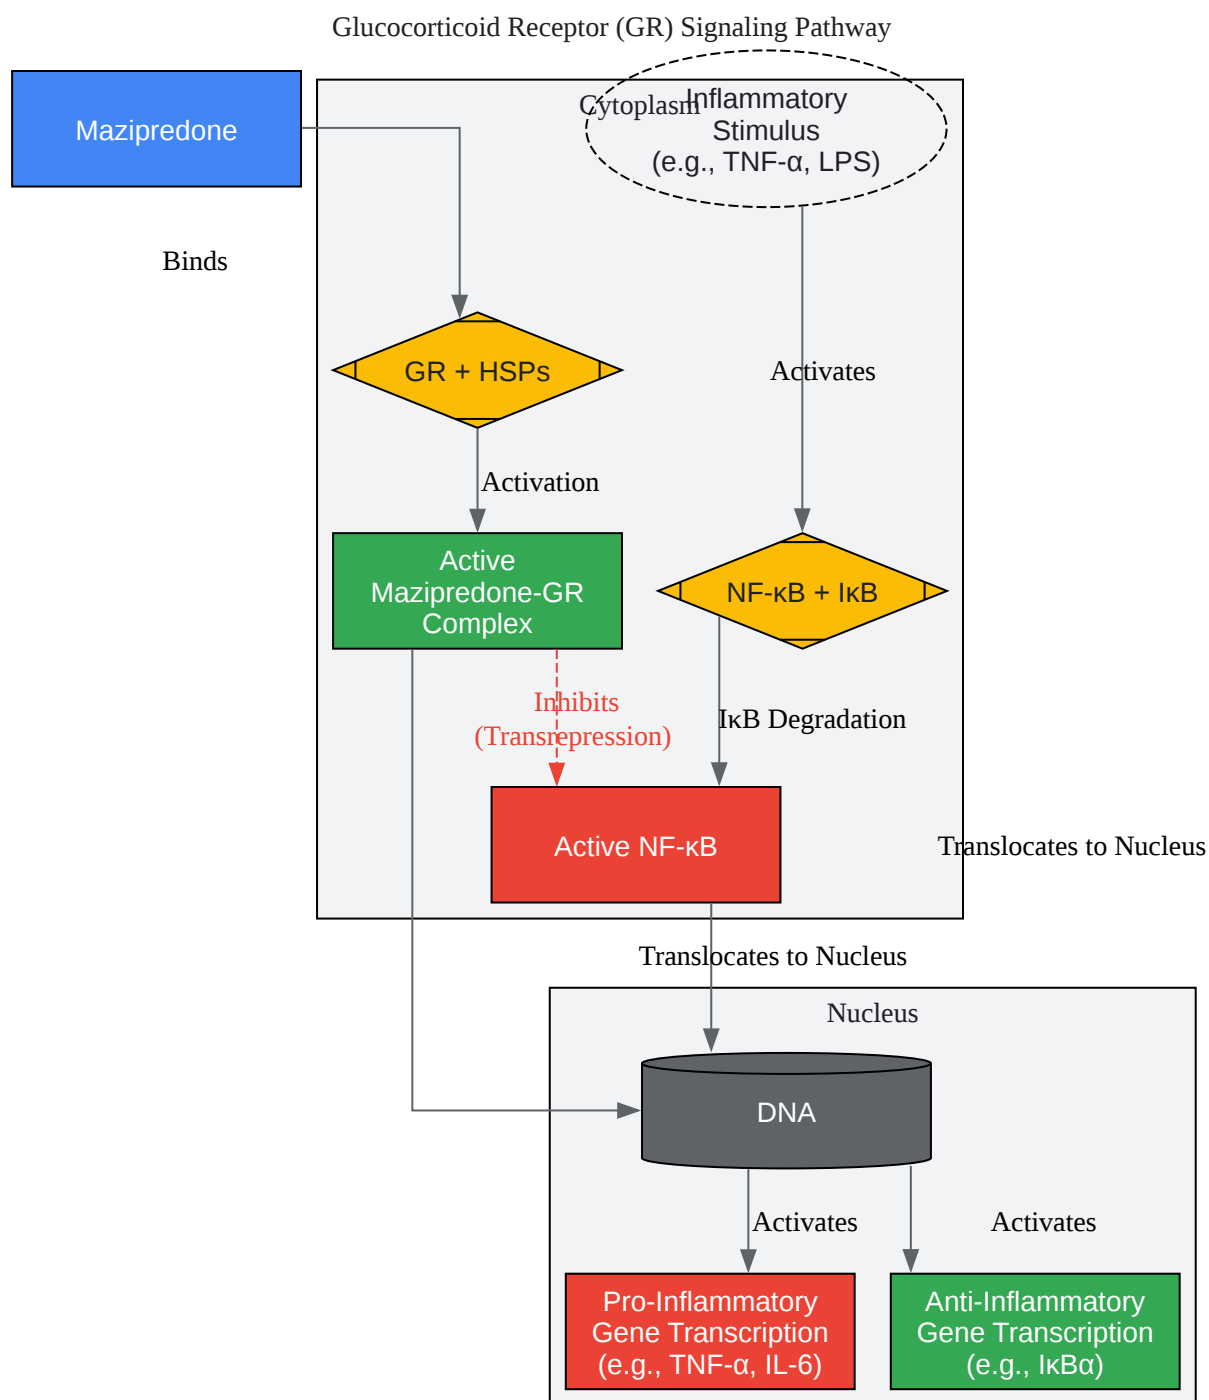 Glucocorticoid Receptor (GR) Signaling Pathway
Mazipredone
Cytoplasm
Inflammatory
Stimulus
(e.g., TNF-α, LPS)
Binds
GR + HSPs
Activates
Activation
Active
Mazipredone-GR
Complex
NF-κB + IκB
Inhibits
(Transrepression)
IκB Degradation
Active NF-κB
Translocates to Nucleus
Translocates to Nucleus
Nucleus
DNA
Activates
Activates
Pro-Inflammatory
Gene Transcription
(e.g., TNF-α, IL-6)
Anti-Inflammatory
Gene Transcription
(e.g., IκBα)